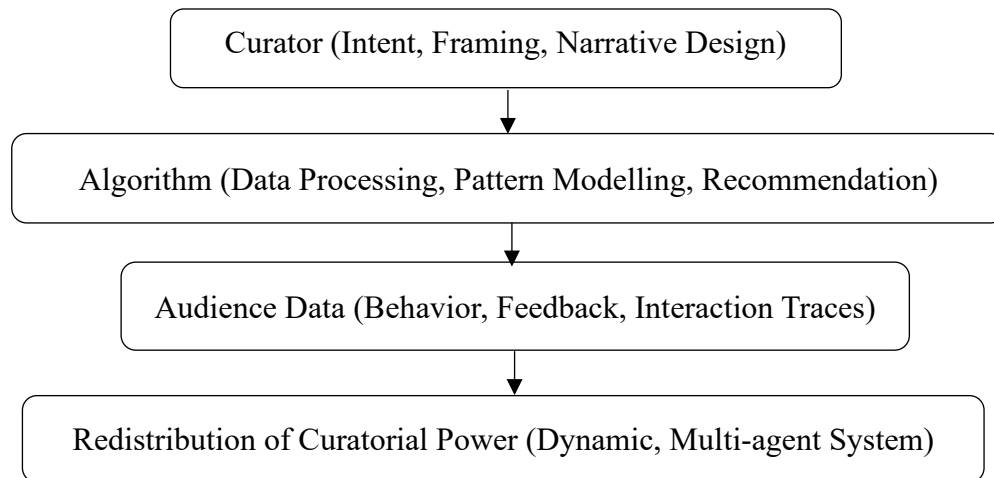 Curator (Intent, Framing, Narrative Design)
Algorithm (Data Processing, Pattern Modelling, Recommendation)
Audience Data (Behavior, Feedback, Interaction Traces)
Redistribution of Curatorial Power (Dynamic, Multi-agent System)